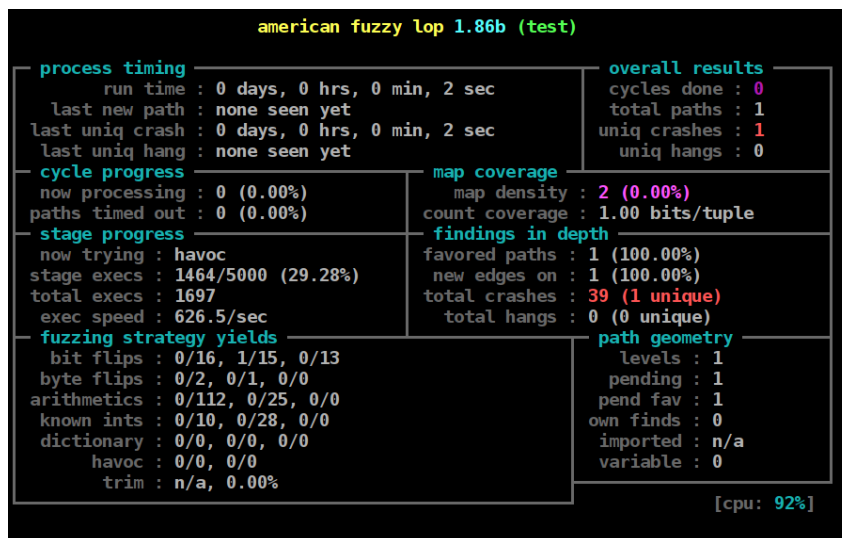 american fuzzy lop 1.86b (test)
process timing overall results
run time : 0 days, 0 hrs, 0 min, 2 sec cycles done : 0
last new path : none seen yet total paths : 1
last uniq crash : 0 days, 0 hrs, 0 min, 2 sec uniq crashes : 1
last uniq hang : none seen yet uniq hangs : 0
cycle progress map coverage
now processing : 0 (0.00%) map density : 2 (0.00%)
paths timed out : 0 (0.00%) count coverage : 1.00 bits/tuple
stage progress findings in depth
now trying : havoc favored paths : 1 (100.00%)
stage execs : 1464/5000 (29.28%) new edges on : 1 (100.00%)
total execs : 1697 total crashes : 39 (1 unique)
exec speed : 626.5/sec total hangs : 0 (0 unique)
fuzzing strategy yields path geometry
bit flips : 0/16, 1/15, 0/13 levels : 1
byte flips : 0/2, 0/1, 0/0 pending : 1
arithmetics : 0/112, 0/25, 0/0 pend fav : 1
known ints : 0/10, 0/28, 0/0 own finds : 0
dictionary : 0/0, 0/0, 0/0 imported : n/a
havoc : 0/0, 0/0 variable : 0
trim : n/a, 0.00%
[cpu: 92%]